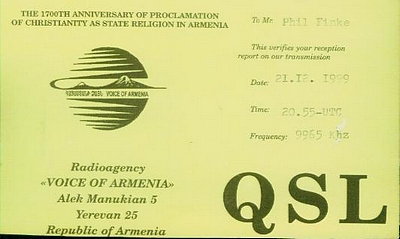 THE 1700TH ANNIVERSARY OF PROCLAMATION
OF CHRISTIANITY AS STATE RELIGION IN ARMENIA
VOICE OF ARMENIA
Radioagency
«VOICE OF ARMENIA»
Alek Manukian 5
Yerevan 25
Republic of Armenia
To Mr. Phil Finke
This verifies your reception
report on our transmission
Date: 21.12. 1999
Time: 20.55-UTC
Frequency: 9965 Khz
QSL